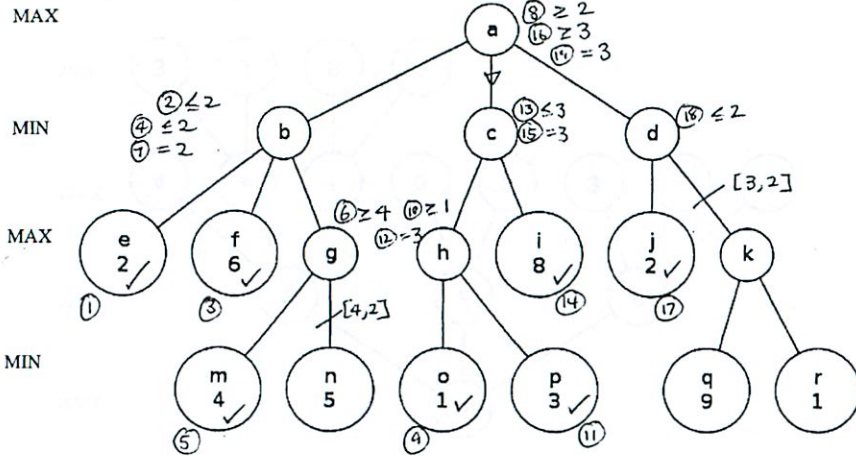 MAX
a
⑧ ≥ 2
⑯ ≥ 3
⑲ = 3
MIN
② ≤ 2
④ ≤ 2
⑦ = 2
b
c
⑬ ≤ 3
⑮ = 3
d
⑱ ≤ 2
[3,2]
MAX
e
2
①
f
6
③
g
⑥ ≥ 4
h
⑩ ≥ 1
⑫ = 3
i
8
⑭
j
2
⑰
k
[4,2]
MIN
m
4
⑤
n
5
o
1
⑨
p
3
⑪
q
9
r
1